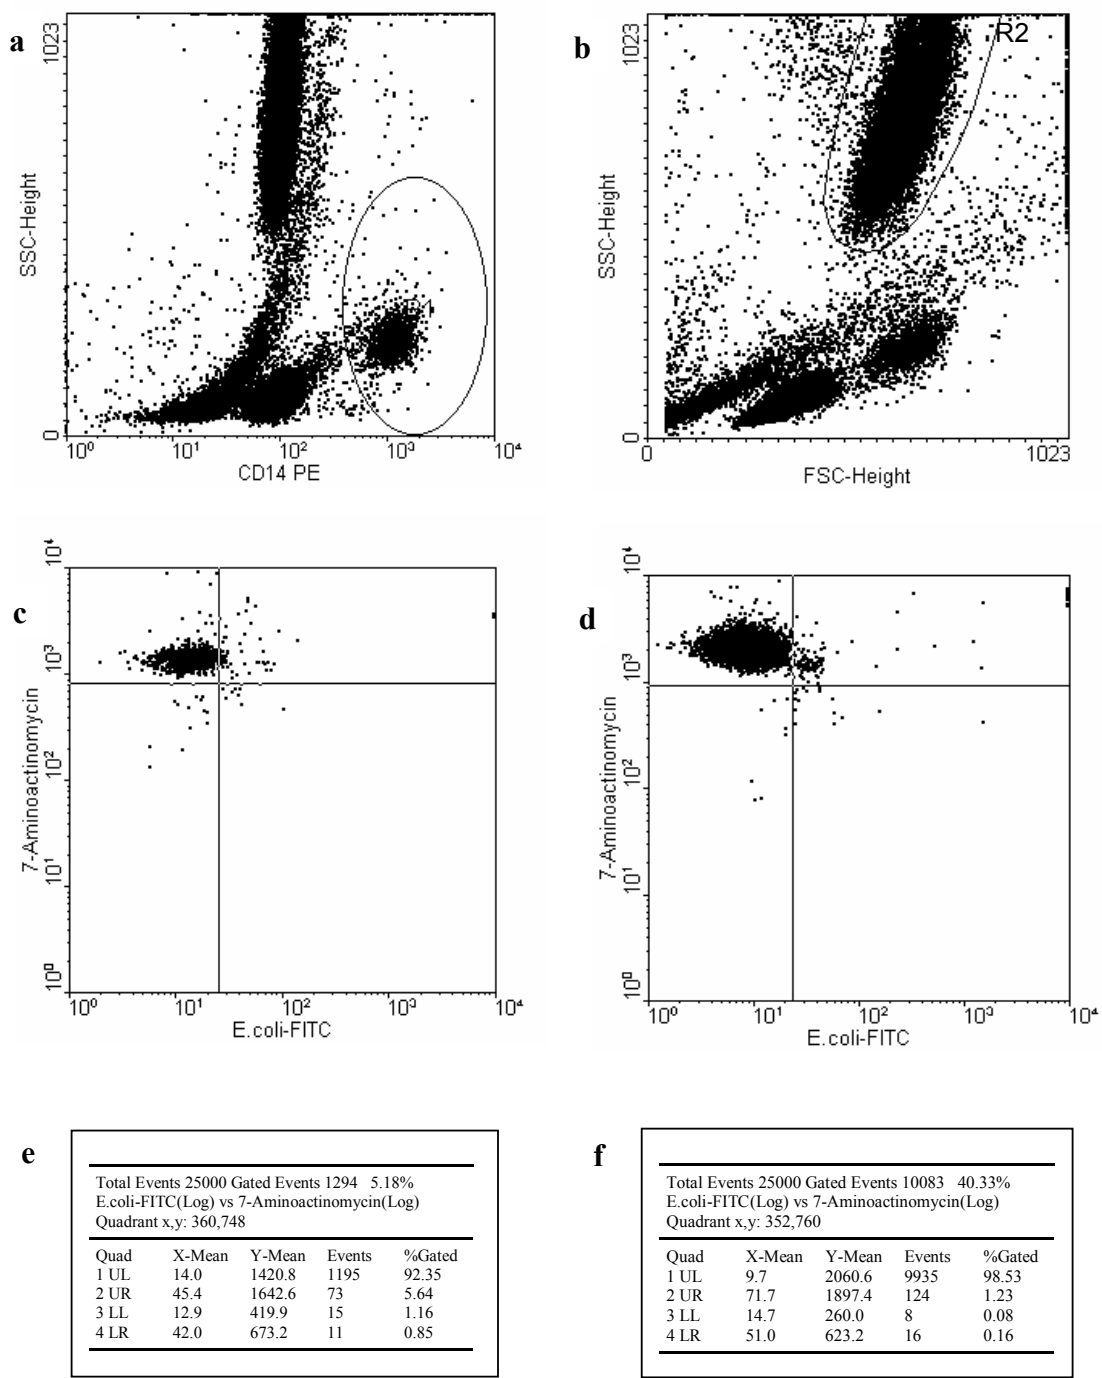 a
1023
SSC-Height
0
10⁰ 10¹ 10² 10³ 10⁴
CD14 PE
b
R2
1023
SSC-Height
0
0 1023
FSC-Height
c
10⁴
10³
10²
10¹
10⁰
7-Aminoactinomycin
10⁰ 10¹ 10² 10³ 10⁴
E.coli-FITC
d
10⁴
10³
10²
10¹
10⁰
7-Aminoactinomycin
10⁰ 10¹ 10² 10³ 10⁴
E.coli-FITC
e
Total Events 25000 Gated Events 1294 5.18%
E.coli-FITC(Log) vs 7-Aminoactinomycin(Log)
Quadrant x,y: 360,748
Quad X-Mean Y-Mean Events %Gated
1 UL 14.0 1420.8 1195 92.35
2 UR 45.4 1642.6 73 5.64
3 LL 12.9 419.9 15 1.16
4 LR 42.0 673.2 11 0.85
f
Total Events 25000 Gated Events 10083 40.33%
E.coli-FITC(Log) vs 7-Aminoactinomycin(Log)
Quadrant x,y: 352,760
Quad X-Mean Y-Mean Events %Gated
1 UL 9.7 2060.6 9935 98.53
2 UR 71.7 1897.4 124 1.23
3 LL 14.7 260.0 8 0.08
4 LR 51.0 623.2 16 0.16